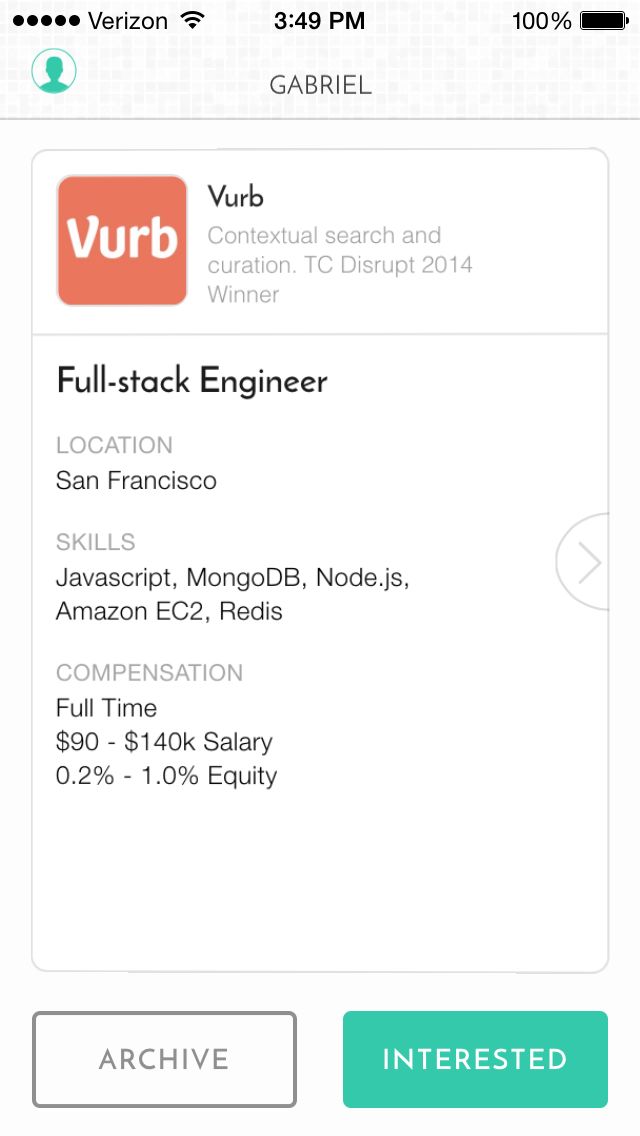 Verizon 3:49 PM 100%
GABRIEL
Vurb
Vurb
Contextual search and
curation. TC Disrupt 2014
Winner
Full-stack Engineer
LOCATION
San Francisco
SKILLS
Javascript, MongoDB, Node.js,
Amazon EC2, Redis
COMPENSATION
Full Time
$90 - $140k Salary
0.2% - 1.0% Equity
ARCHIVE
INTERESTED